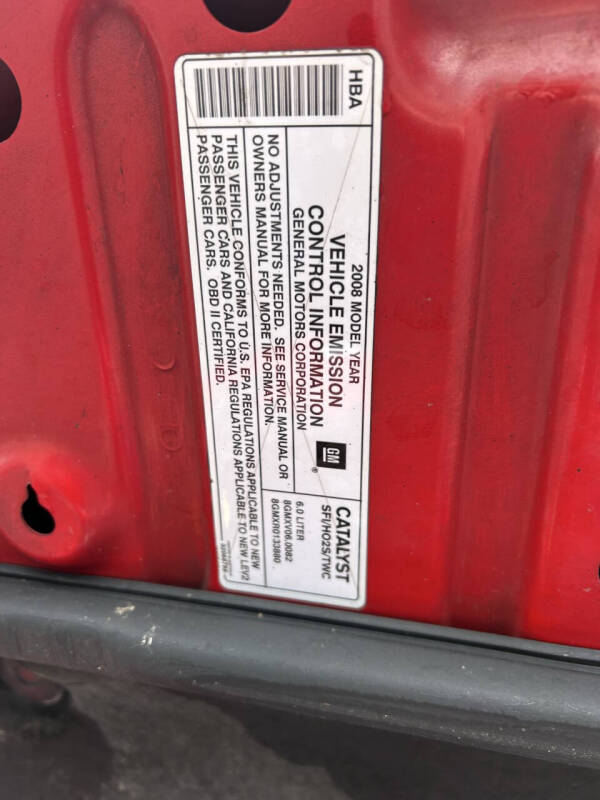 HBA
2008 MODEL YEAR
VEHICLE EMISSION
CONTROL INFORMATION
GENERAL MOTORS CORPORATION
GM
®
CATALYST
SFI/HO2S/TWC
6.0 LITER
8GMXV06.0082
8GMXR0133880
NO ADJUSTMENTS NEEDED. SEE SERVICE MANUAL OR
OWNERS MANUAL FOR MORE INFORMATION.
THIS VEHICLE CONFORMS TO U.S. EPA REGULATIONS APPLICABLE TO NEW
PASSENGER CARS AND CALIFORNIA REGULATIONS APPLICABLE TO NEW LEV2
PASSENGER CARS. OBD II CERTIFIED.